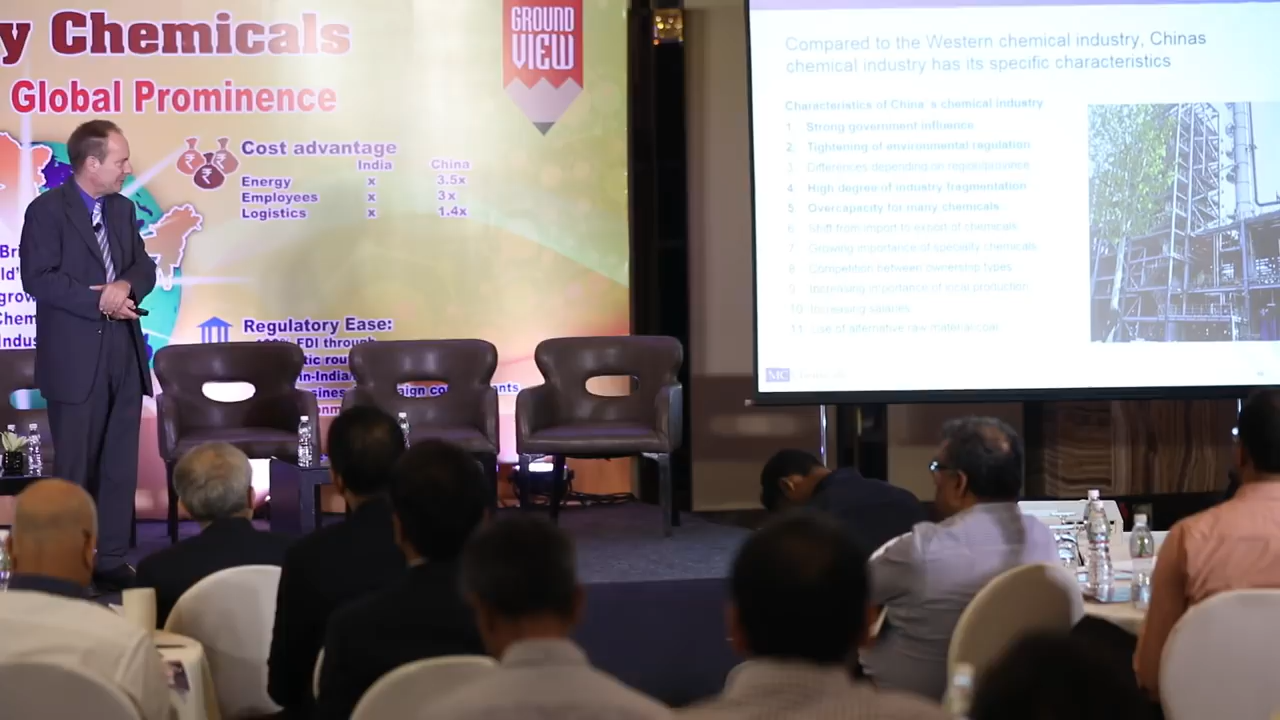 y Chemicals
Global Prominence
GROUND
VIEW
Cost advantage
India China
Energy x 3.5x
Employees x 3x
Logistics x 1.4x
Regulatory Ease:
FDI through
in-India
Compared to the Western chemical industry, Chinas
chemical industry has its specific characteristics
Characteristics of China s chemical industry
1 Strong government influence
2. Tightening of environmental regulation
3. Differences depending on region/province
4. High degree of industry fragmentation
5 Overcapacity for many chemicals
6. Shift from import to export of chemicals
7. Growing importance of specialty chemicals
8 Competition between ownership types
9. Increasing importance of local production
10 Increasing salaries
11 Use of alternative raw material coal
MC